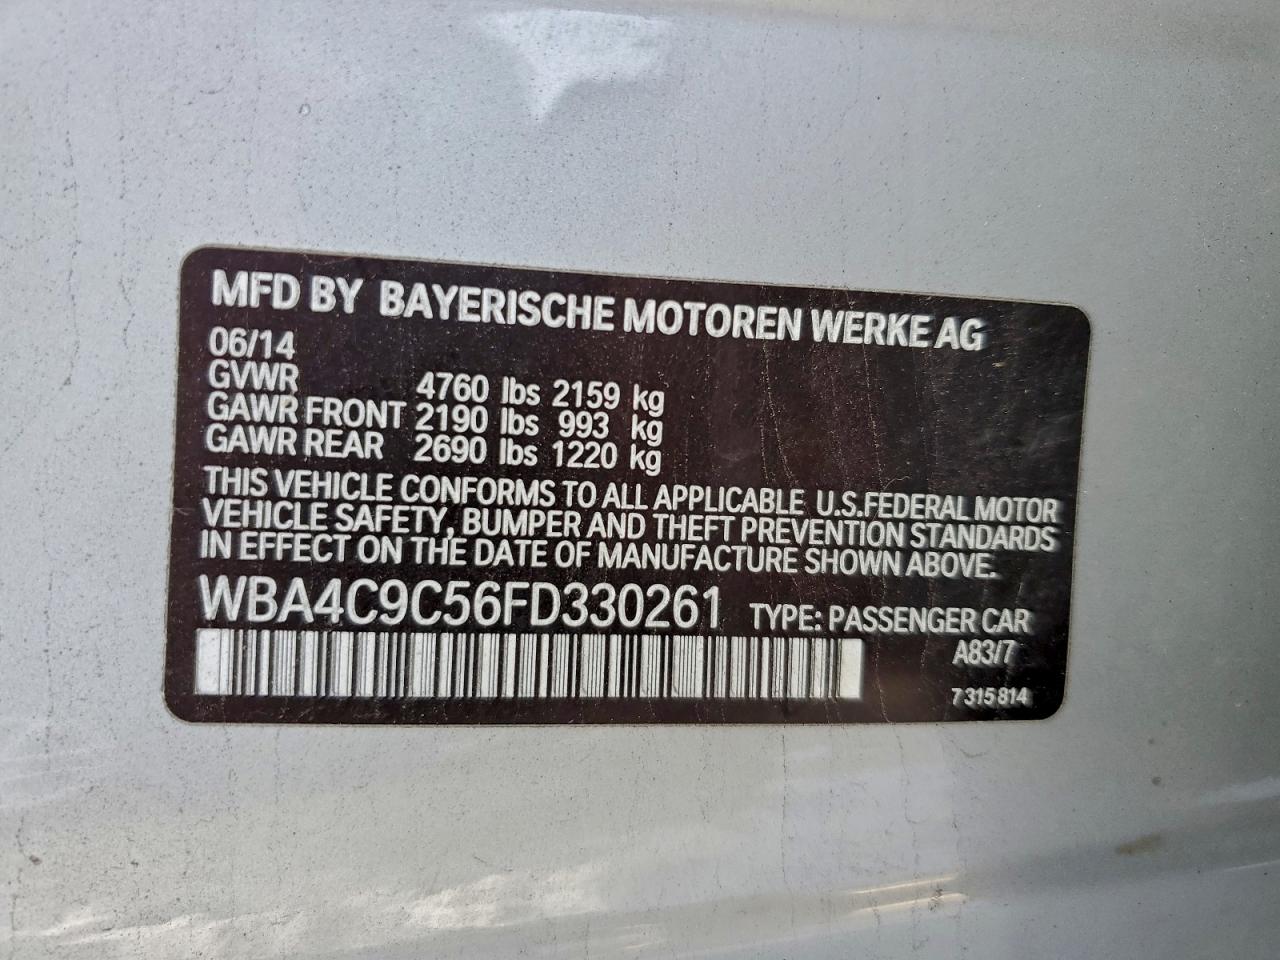 MFD BY BAYERISCHE MOTOREN WERKE AG
06/14
GVWR 4760 lbs 2159 kg
GAWR FRONT 2190 lbs 993 kg
GAWR REAR 2690 lbs 1220 kg
THIS VEHICLE CONFORMS TO ALL APPLICABLE U.S.FEDERAL MOTOR
VEHICLE SAFETY, BUMPER AND THEFT PREVENTION STANDARDS
IN EFFECT ON THE DATE OF MANUFACTURE SHOWN ABOVE.
WBA4C9C56FD330261 TYPE: PASSENGER CAR
A83/7
7 315 814